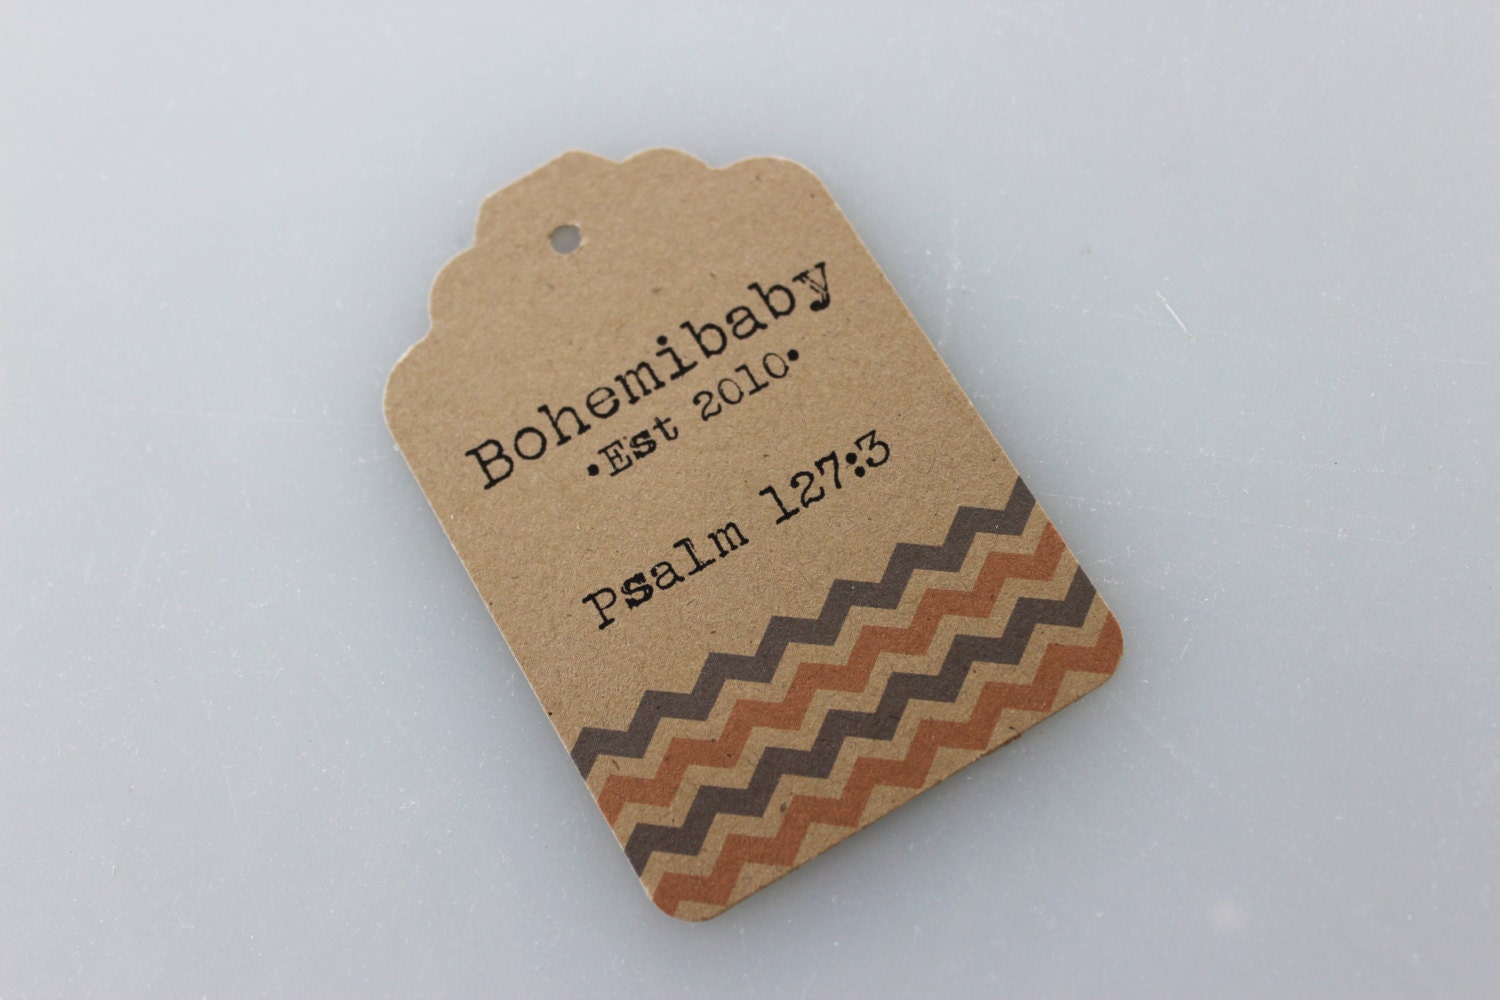 Bohemibaby
•Est 2010•
Psalm 127:3